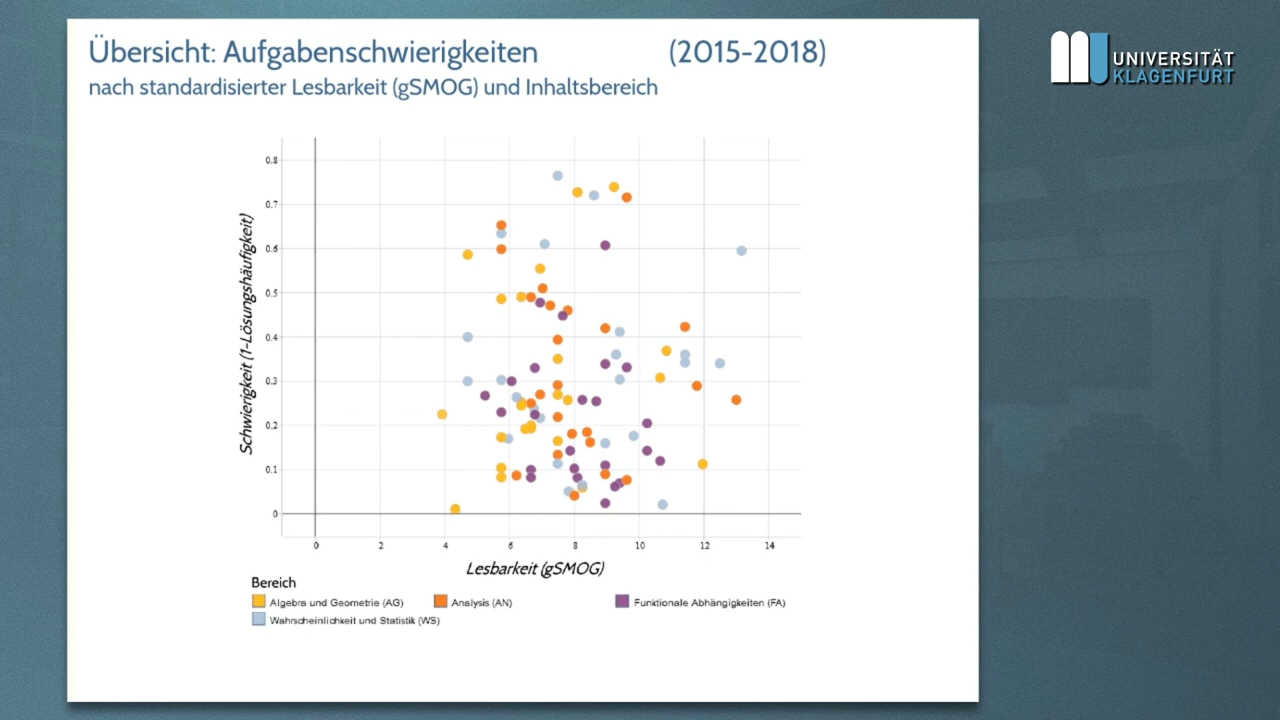 Übersicht: Aufgabenschwierigkeiten (2015-2018)
nach standardisierter Lesbarkeit (gSMOG) und Inhaltsbereich
UNIVERSITÄT
KLAGENFURT
Schwierigkeit (1-Lösungshäufigkeit)
0.8
0.7
0.6
0.5
0.4
0.3
0.2
0.1
0
0 2 4 6 8 10 12 14
Lesbarkeit (gSMOG)
Bereich
Algebra und Geometrie (AG) Analysis (AN) Funktionale Abhängigkeiten (FA)
Wahrscheinlichkeit und Statistik (WS)